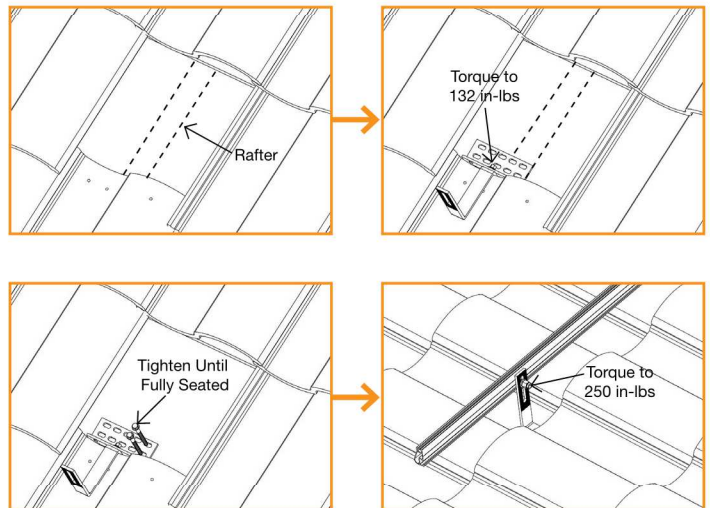 Rafter
Torque to
132 in-lbs
Tighten Until
Fully Seated
Torque to
250 in-lbs